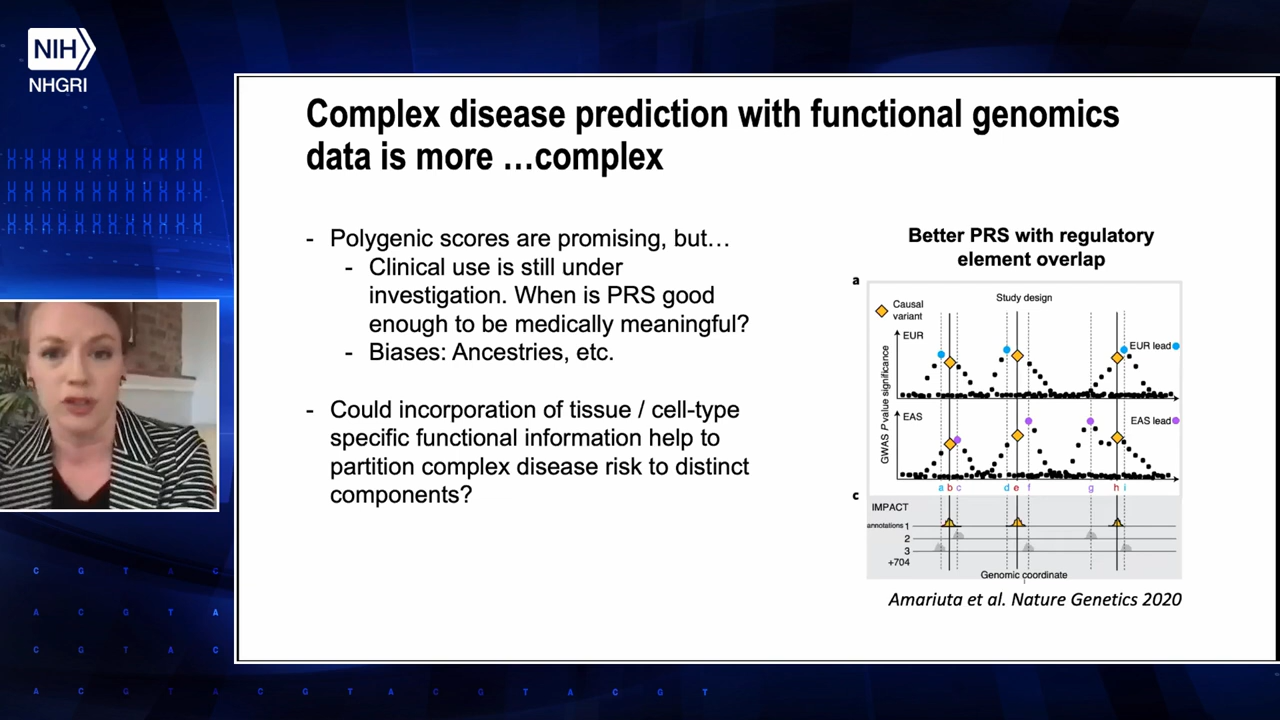 NIH
NHGRI
Complex disease prediction with functional genomics
data is more …complex
- Polygenic scores are promising, but…
- Clinical use is still under
investigation. When is PRS good
enough to be medically meaningful?
- Biases: Ancestries, etc.
- Could incorporation of tissue / cell-type
specific functional information help to
partition complex disease risk to distinct
components?
Better PRS with regulatory
element overlap
a
Study design
Causal
variant
EUR
EUR lead
EAS
EAS lead
GWAS P value significance
a b c d e f g h i
c
IMPACT
annotations 1
2
3
+704
Genomic coordinate
Amariuta et al. Nature Genetics 2020
C G T A C
A C G T A
C G T A C
A C G T A C G T A C G T A C G T